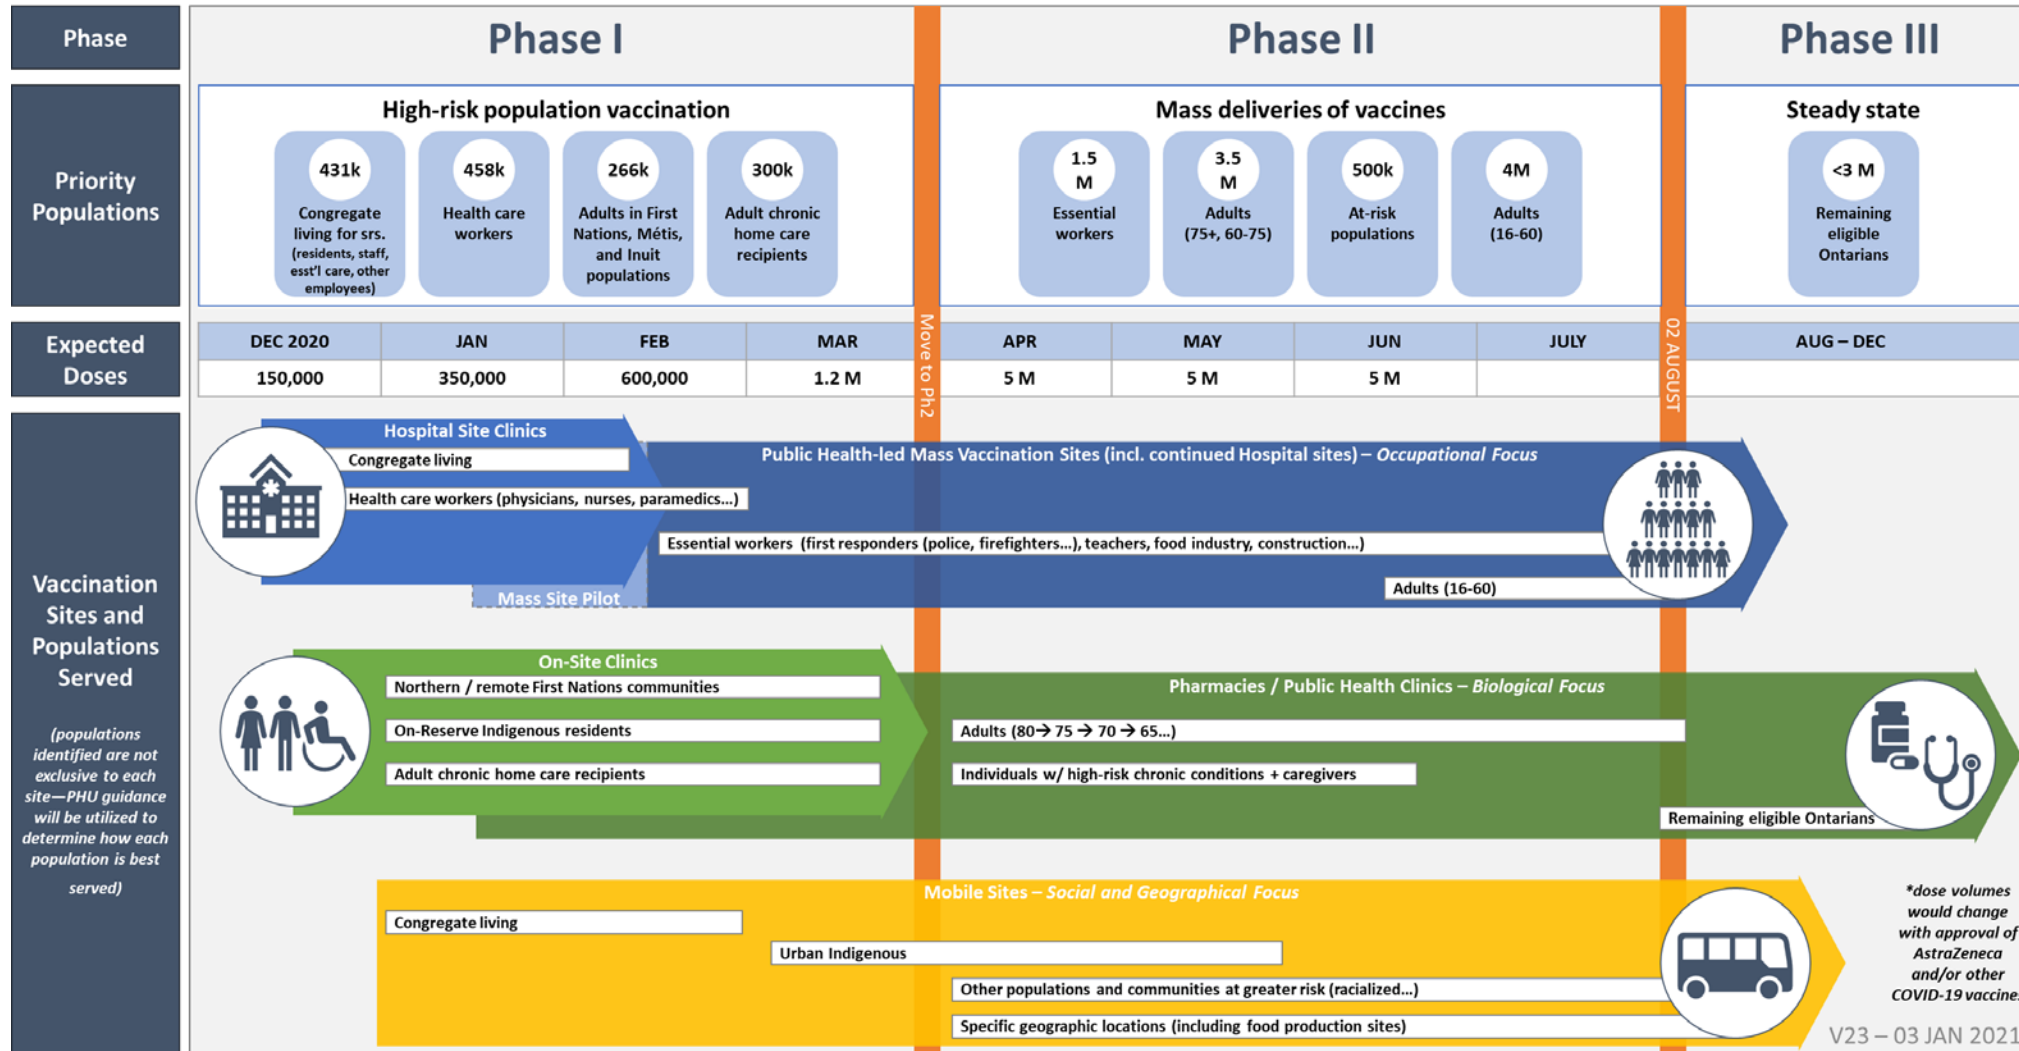 Phase
Phase I
Phase II
Phase III
Priority
Populations
High-risk population vaccination
431k
Congregate
living for srs.
(residents, staff,
esst'l care, other
employees)
458k
Health care
workers
266k
Adults in First
Nations, Métis,
and Inuit
populations
300k
Adult chronic
home care
recipients
Mass deliveries of vaccines
1.5
M
Essential
workers
3.5
M
Adults
(75+, 60-75)
500k
At-risk
populations
4M
Adults
(16-60)
Steady state
<3 M
Remaining
eligible
Ontarians
Expected
Doses
DEC 2020 JAN FEB MAR APR MAY JUN JULY AUG – DEC
150,000 350,000 600,000 1.2 M 5 M 5 M 5 M
Move to Ph2
02 AUGUST
Vaccination
Sites and
Populations
Served
(populations
identified are not
exclusive to each
site—PHU guidance
will be utilized to
determine how each
population is best
served)
Hospital Site Clinics
Congregate living
Health care workers (physicians, nurses, paramedics...)
Mass Site Pilot
Public Health-led Mass Vaccination Sites (incl. continued Hospital sites) – Occupational Focus
Essential workers (first responders (police, firefighters...), teachers, food industry, construction...)
Adults (16-60)
On-Site Clinics
Northern / remote First Nations communities
On-Reserve Indigenous residents
Adult chronic home care recipients
Pharmacies / Public Health Clinics – Biological Focus
Adults (80→ 75 → 70 → 65...)
Individuals w/ high-risk chronic conditions + caregivers
Remaining eligible Ontarians
Mobile Sites – Social and Geographical Focus
Congregate living
Urban Indigenous
Other populations and communities at greater risk (racialized...)
Specific geographic locations (including food production sites)
*dose volumes
would change
with approval of
AstraZeneca
and/or other
COVID-19 vaccines
V23 – 03 JAN 2021